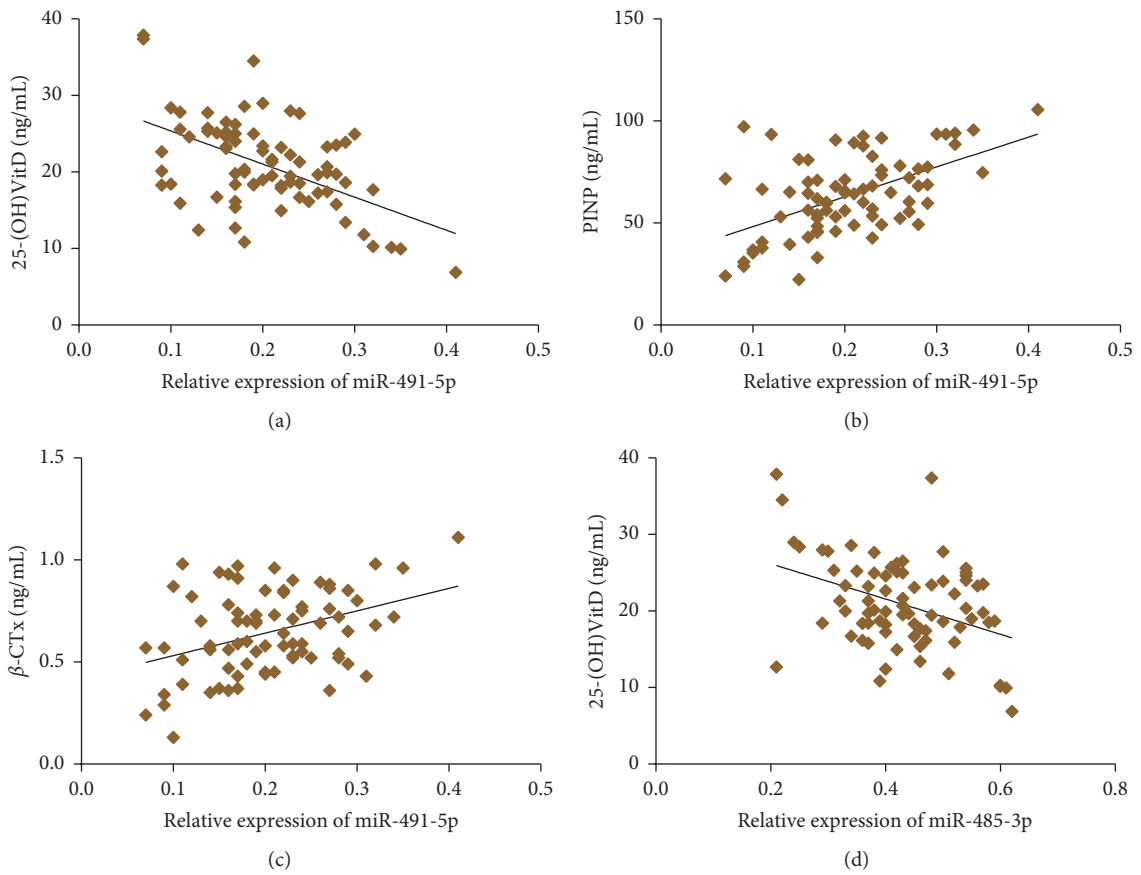 40
30
20
10
0
25-(OH) VitD (ng/mL)
0.0 0.1 0.2 0.3 0.4 0.5
Relative expression of miR-491-5p
(a)
150
100
50
0
PINP (ng/mL)
0.0 0.1 0.2 0.3 0.4 0.5
Relative expression of miR-491-5p
(b)
1.5
1.0
0.5
0.0
β-CTx (ng/mL)
0.0 0.1 0.2 0.3 0.4 0.5
Relative expression of miR-491-5p
(c)
40
30
20
10
0
25-(OH) VitD (ng/mL)
0.0 0.2 0.4 0.6 0.8
Relative expression of miR-485-3p
(d)